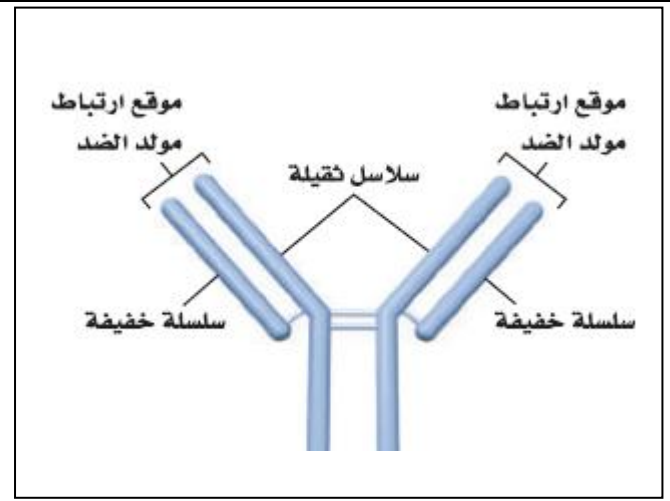 موقع ارتباط
مولد الضد
موقع ارتباط
مولد الضد
سلاسل ثقيلة
سلسلة خفيفة
سلسلة خفيفة